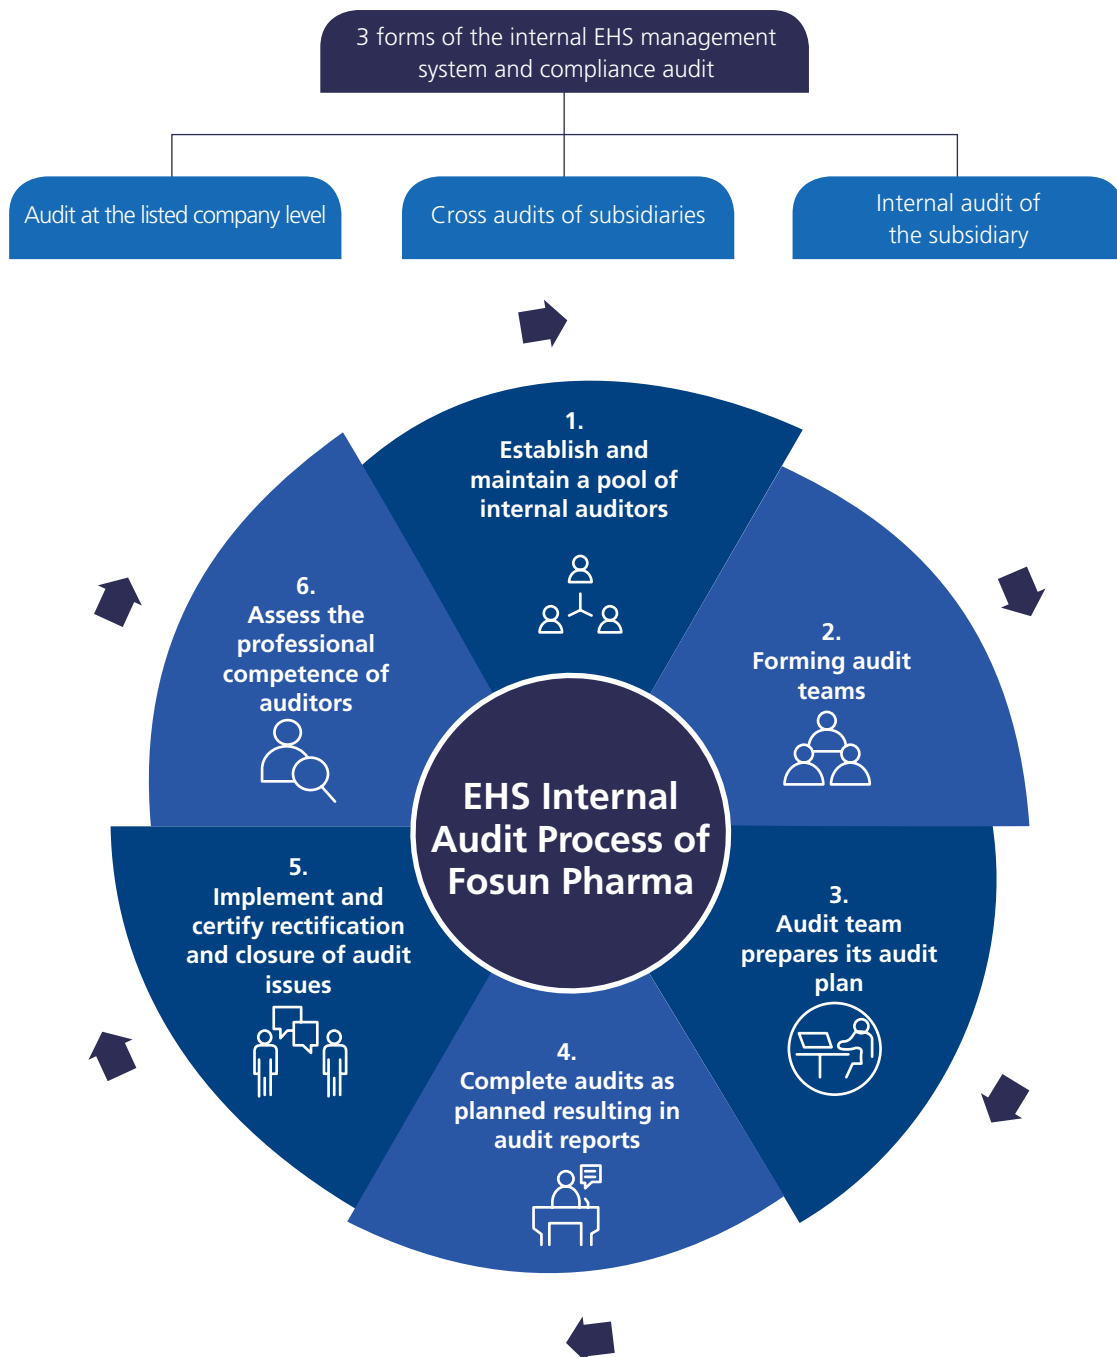 3 forms of the internal EHS management
system and compliance audit
Audit at the listed company level
Cross audits of subsidiaries
Internal audit of
the subsidiary
1.
Establish and
maintain a pool of
internal auditors
2.
Forming audit
teams
3.
Audit team
prepares its audit
plan
4.
Complete audits as
planned resulting in
audit reports
5.
Implement and
certify rectification
and closure of audit
issues
6.
Assess the
professional
competence of
auditors
EHS Internal
Audit Process of
Fosun Pharma